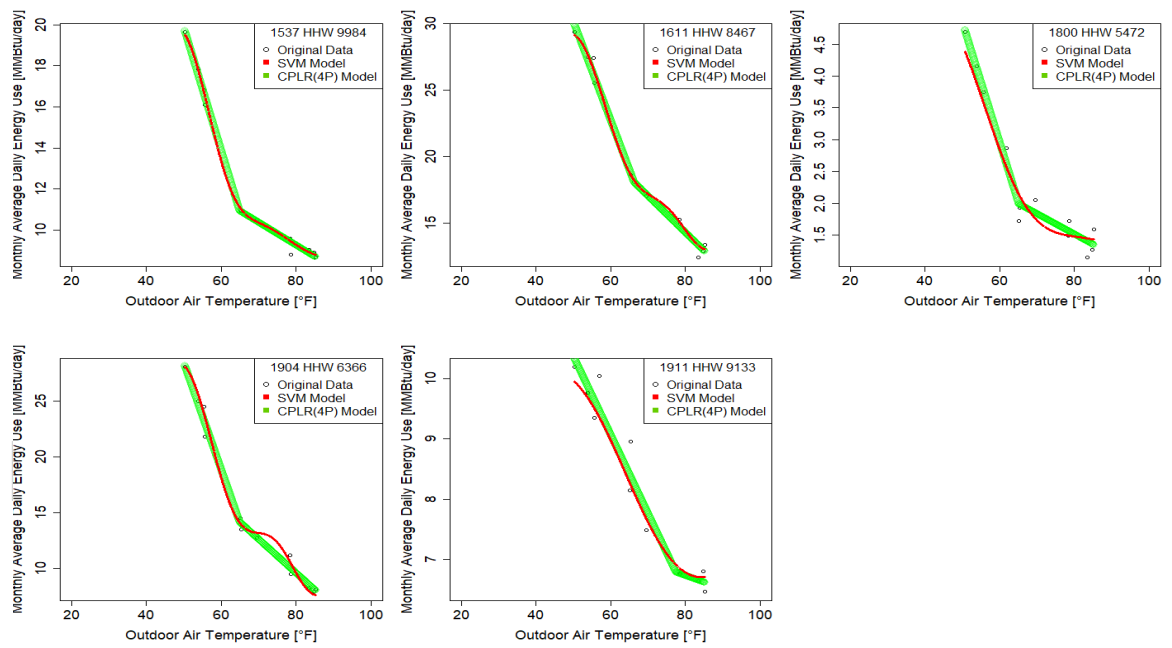 Monthly Average Daily Energy Use [MMBtu/day]
20
18
16
14
12
10
1537 HHW 9984
Original Data
SVM Model
CPLR(4P) Model
20 40 60 80 100
Outdoor Air Temperature [°F]
Monthly Average Daily Energy Use [MMBtu/day]
30
25
20
15
1611 HHW 8467
Original Data
SVM Model
CPLR(4P) Model
20 40 60 80 100
Outdoor Air Temperature [°F]
Monthly Average Daily Energy Use [MMBtu/day]
4.5
4.0
3.5
3.0
2.5
2.0
1.5
1800 HHW 5472
Original Data
SVM Model
CPLR(4P) Model
20 40 60 80 100
Outdoor Air Temperature [°F]
Monthly Average Daily Energy Use [MMBtu/day]
25
20
15
10
1904 HHW 6366
Original Data
SVM Model
CPLR(4P) Model
20 40 60 80 100
Outdoor Air Temperature [°F]
Monthly Average Daily Energy Use [MMBtu/day]
10
9
8
7
1911 HHW 9133
Original Data
SVM Model
CPLR(4P) Model
20 40 60 80 100
Outdoor Air Temperature [°F]